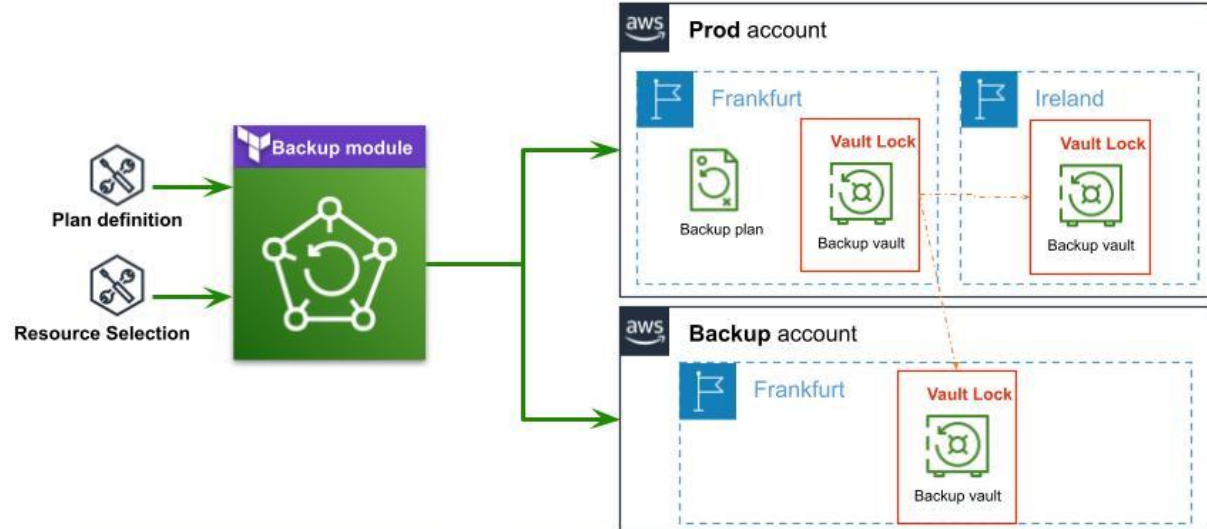 aws
Prod account
Frankfurt
Ireland
Vault Lock
Vault Lock
Backup module
Plan definition
Backup plan
Backup vault
Backup vault
Resource Selection
aws
Backup account
Frankfurt
Vault Lock
Backup vault